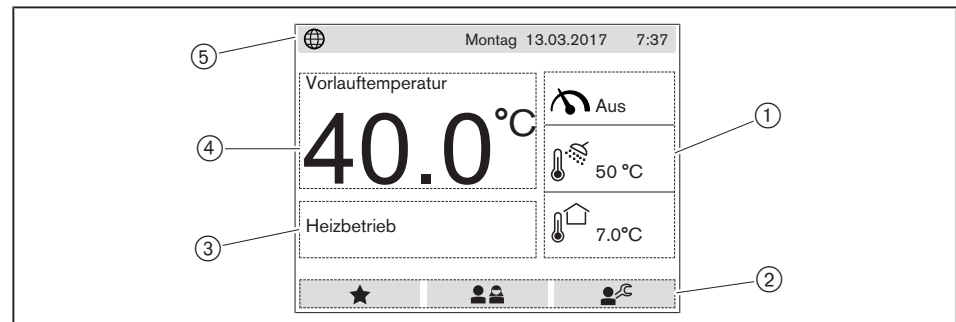 Montag 13.03.2017 7:37
5
Vorlauftemperatur
40.0°C
4
Aus
1
50 °C
Heizbetrieb
3
7.0°C
2